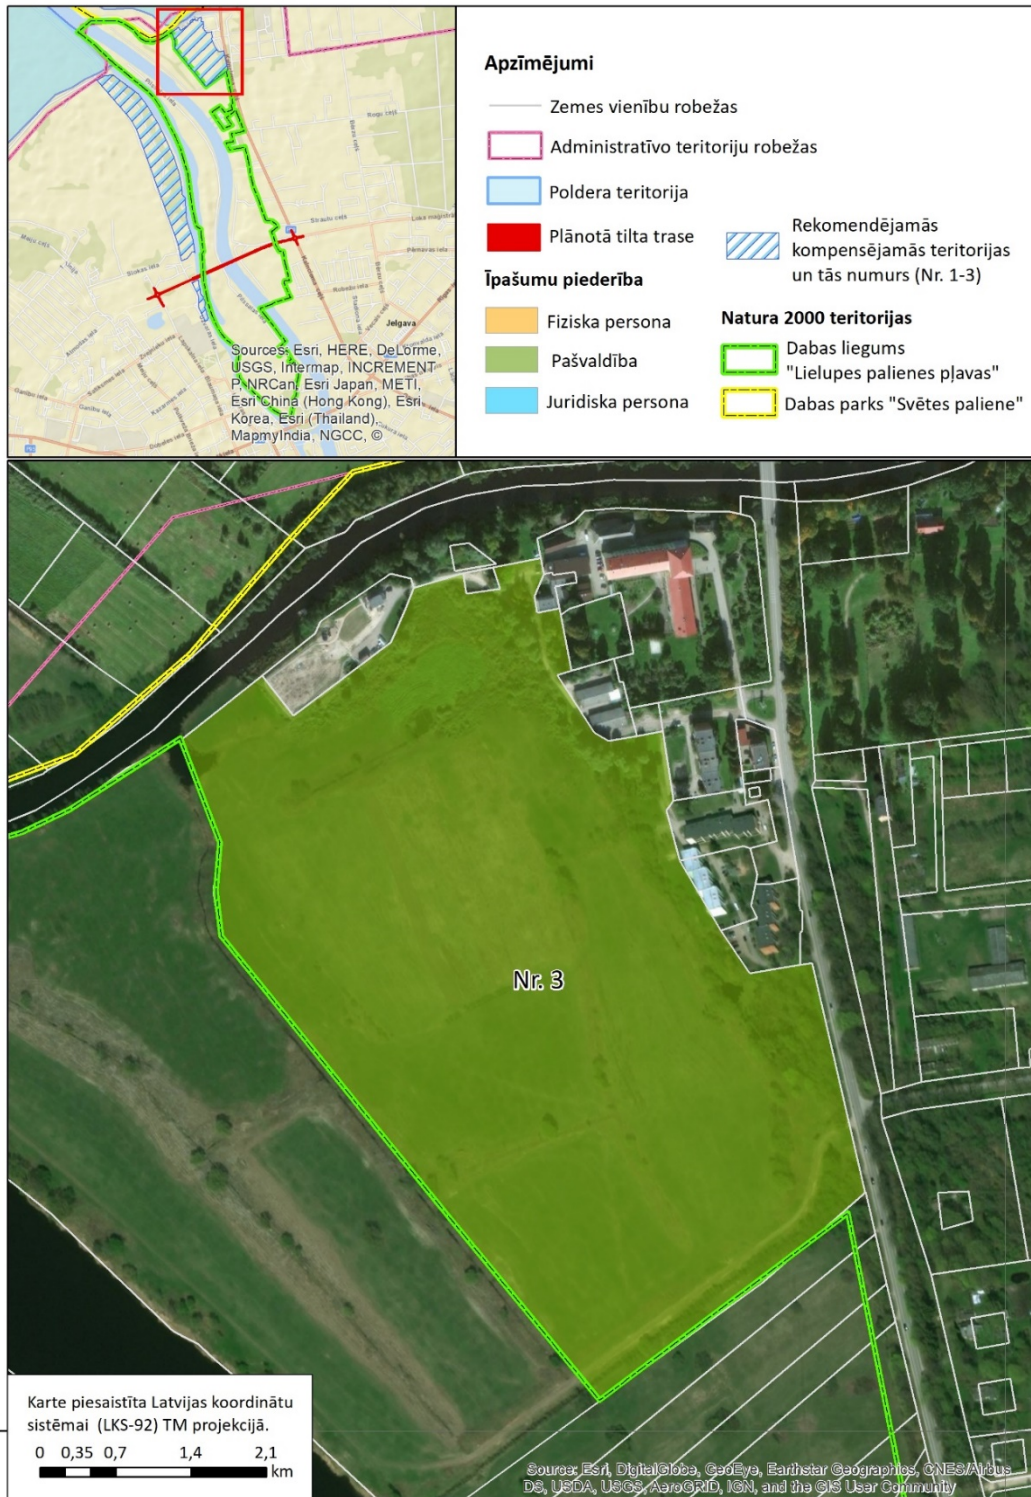 Apzīmējumi
Zemes vienību robežas
Administratīvo teritoriju robežas
Poldera teritorija
Plānotā tilta trase
Īpašumu piederība
Fiziska persona
Pašvaldība
Juridiska persona
Rekomendējamās
kompensējamās teritorijas
un tās numurs (Nr. 1-3)
Natura 2000 teritorijas
Dabas liegums
"Lielupes palienes pļavas"
Dabas parks "Svētes paliene"
Strautu ceļš
Pērnavas iela
Jelgava
Sources: Esri, HERE, DeLorme,
USGS, Intermap, INCREMENT
P, NRCan, Esri Japan, METI,
Esri China (Hong Kong), Esri
Korea, Esri (Thailand),
MapmyIndia, NGCC, ©
Nr. 3
Karte piesaistīta Latvijas koordinātu
sistēmai (LKS-92) TM projekcijā.
0 0,35 0,7 1,4 2,1
km
Source: Esri, DigitalGlobe, GeoEye, Earthstar Geographics, CNES/Airbus
DS, USDA, USGS, AeroGRID, IGN, and the GIS User Community